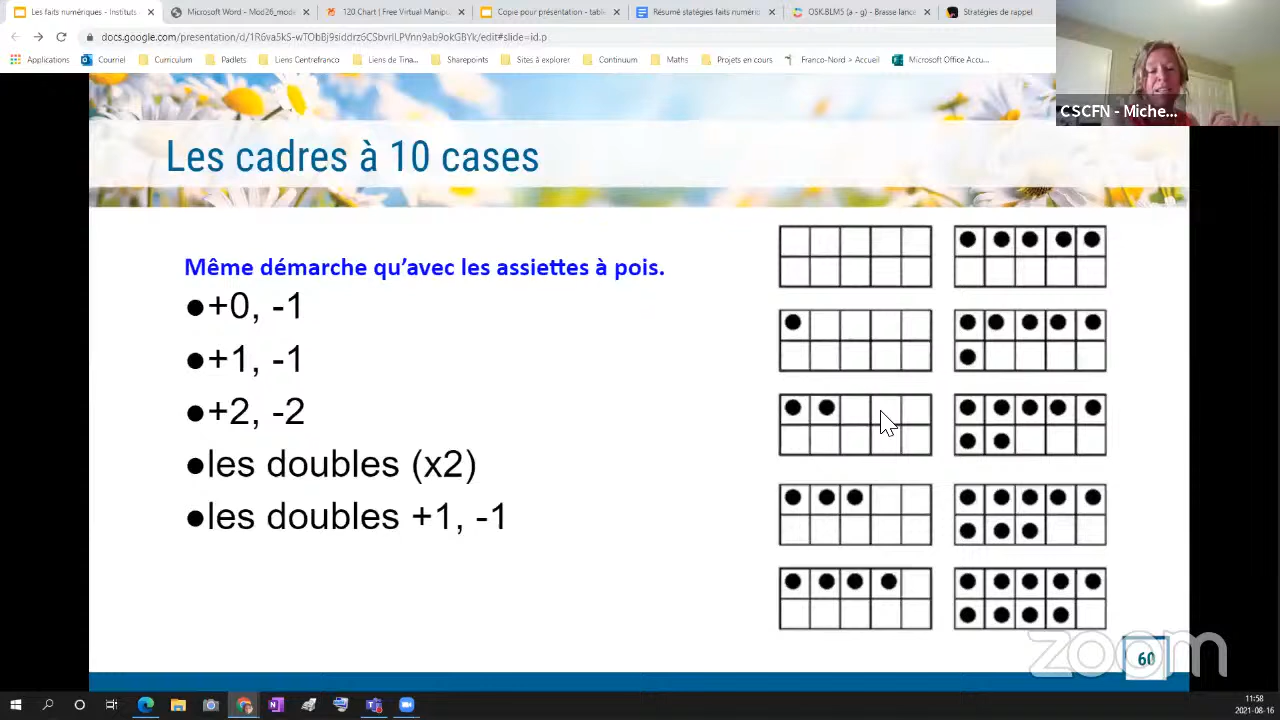 Les faits numériques - Instituts
Microsoft Word - Mod26_mode
120 Chart | Free Virtual Manipu
Copie pour présentation - table
Résumé statégies faits numéri
OSK.BLM5 (a - g) - Brasse lance
Stratégies de rappel
docs.google.com/presentation/d/1R6va5kS-wTObBj9siddrz6CSbvrlLPVnn9ab9oKGBYk/edit#slide=id.p
Applications
Courriel
Curriculum
Padlets
Liens Centrefranco
Liens de Tina...
Sharepoints
Sites à explorer
Continuum
Maths
Projets en cours
Franco-Nord > Accueil
Microsoft Office Accu...
CSCFN - Miche...
Les cadres à 10 cases
Même démarche qu’avec les assiettes à pois.
●+0, -1
●+1, -1
●+2, -2
●les doubles (x2)
●les doubles +1, -1
zoom
60
11:58
2021-08-16